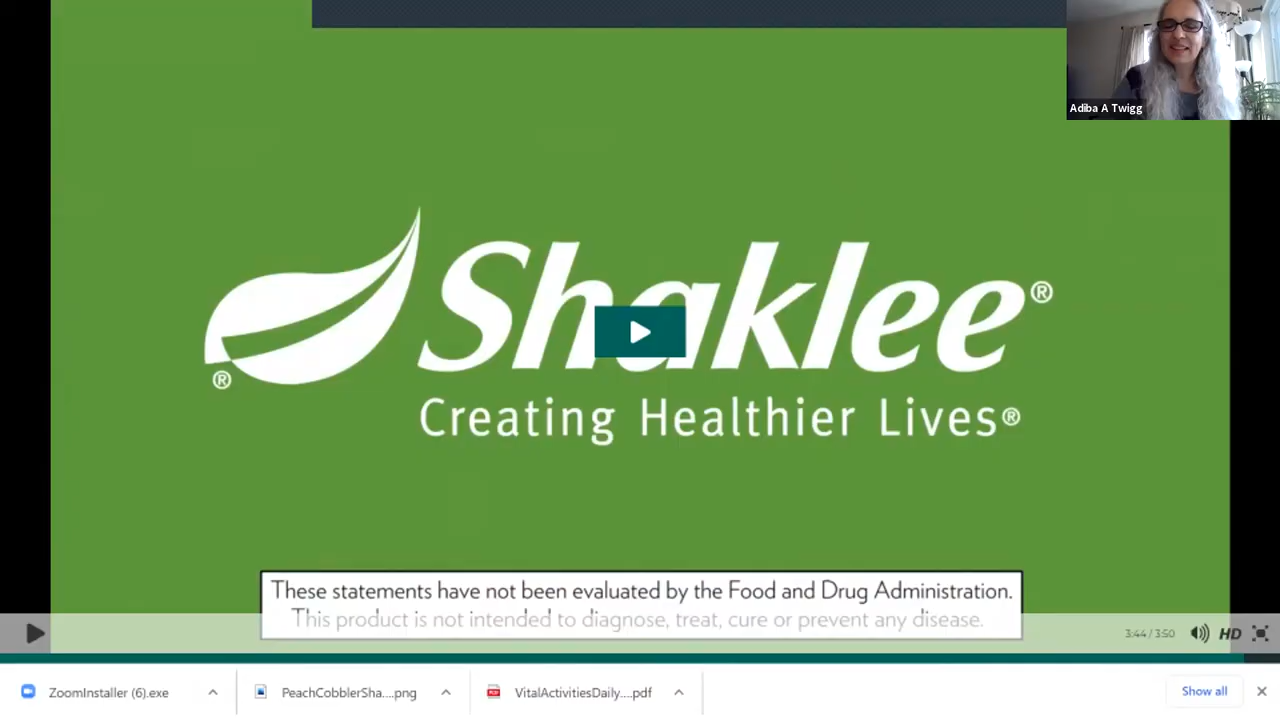 Adiba A Twigg
Shaklee®
®
Creating Healthier Lives®
These statements have not been evaluated by the Food and Drug Administration.
This product is not intended to diagnose, treat, cure or prevent any disease.
3:44 / 3:50 HD
ZoomInstaller (6).exe PeachCobblerSha....png VitalActivitiesDaily....pdf Show all